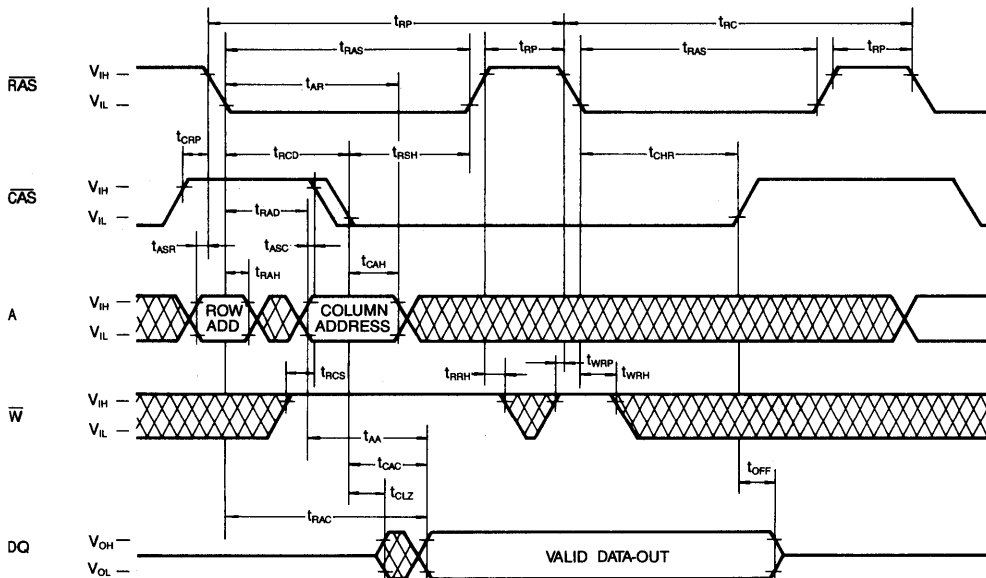 tRP tRC
tRAS tRP tRAS tRP
tAR
RAS VIH
VIL
tCRP tRCD tRSH tCHR
CAS VIH
VIL
tRAD
tASR tASC
tRAH tCAH
A VIH
VIL
ROW ADD
COLUMN ADDRESS
tRCS tRRH tWRP tWRH
W VIH
VIL
tAA
tCAC tOFF
tCLZ
tRAC
DQ VOH
VOL
VALID DATA-OUT